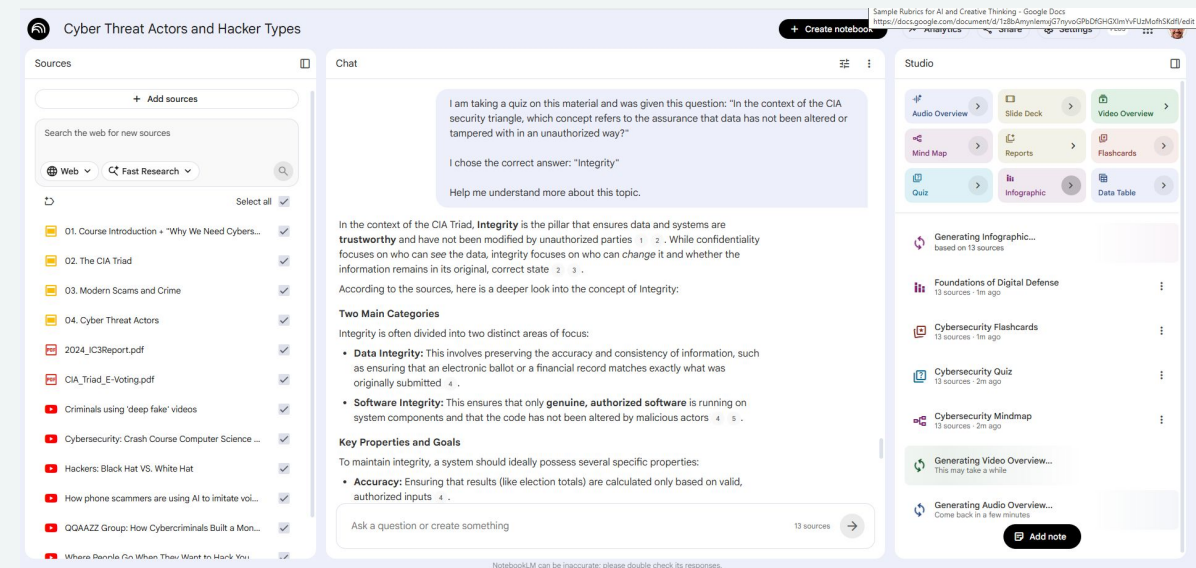 Sample Rubrics for AI and Creative Thinking - Google Docs
Cyber Threat Actors and Hacker Types
+ Create notebook
Analytics
Share
Settings
Sources
+ Add sources
Search the web for new sources
Web
Fast Research
Select all
01. Course Introduction + "Why We Need Cybers...
02. The CIA Triad
03. Modern Scams and Crime
04. Cyber Threat Actors
2024_IC3Report.pdf
CIA_Triad_E-Voting.pdf
Criminals using 'deep fake' videos
Cybersecurity: Crash Course Computer Science ...
Hackers: Black Hat VS. White Hat
How phone scammers are using AI to imitate voi...
QQAAZZ Group: How Cybercriminals Built a Mon...
Where People Go When They Want to Hack You
Chat
I am taking a quiz on this material and was given this question: "In the context of the CIA
security triangle, which concept refers to the assurance that data has not been altered or
tampered with in an unauthorized way?"
I chose the correct answer: "Integrity"
Help me understand more about this topic.
In the context of the CIA Triad, Integrity is the pillar that ensures data and systems are
trustworthy and have not been modified by unauthorized parties 1 2 . While confidentiality
focuses on who can see the data, integrity focuses on who can change it and whether the
information remains in its original, correct state 2 3 .
According to the sources, here is a deeper look into the concept of Integrity:
Two Main Categories
Integrity is often divided into two distinct areas of focus:
• Data Integrity: This involves preserving the accuracy and consistency of information, such
as ensuring that an electronic ballot or a financial record matches exactly what was
originally submitted 4 .
• Software Integrity: This ensures that only genuine, authorized software is running on
system components and that the code has not been altered by malicious actors 4 5 .
Key Properties and Goals
To maintain integrity, a system should ideally possess several specific properties:
• Accuracy: Ensuring that results (like election totals) are calculated only based on valid,
authorized inputs 4 .
Ask a question or create something
13 sources
NotebookLM can be inaccurate; please double check its responses.
Studio
Audio Overview
Slide Deck
Video Overview
Mind Map
Reports
Flashcards
Quiz
Infographic
Data Table
Generating Infographic...
based on 13 sources
Foundations of Digital Defense
13 sources · 1m ago
Cybersecurity Flashcards
13 sources · 1m ago
Cybersecurity Quiz
13 sources · 2m ago
Cybersecurity Mindmap
13 sources · 2m ago
Generating Video Overview...
This may take a while
Generating Audio Overview...
Come back in a few minutes
Add note